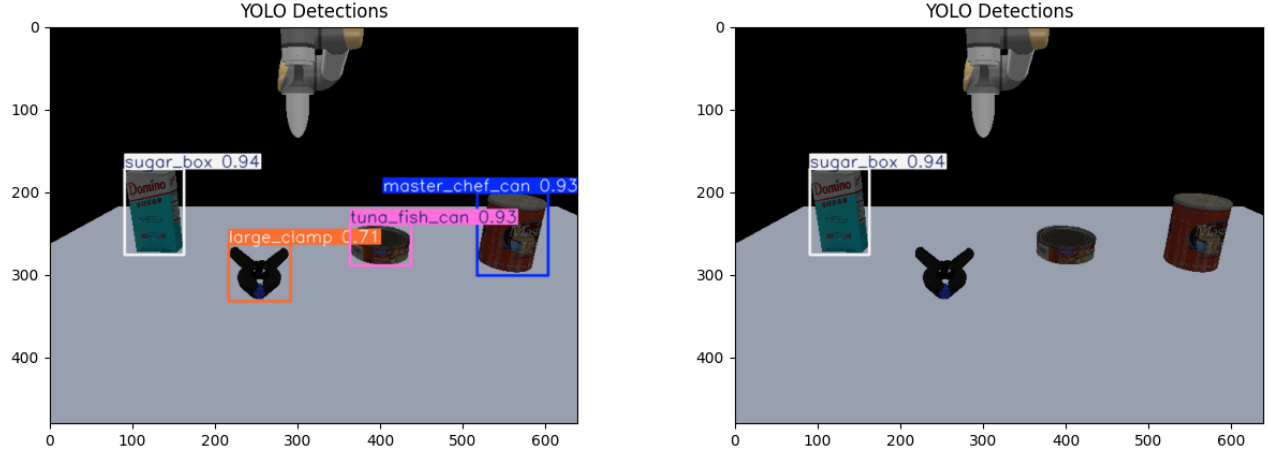 YOLO Detections
0
100
200
300
400
0 100 200 300 400 500 600
sugar_box 0.94
master_chef_can 0.93
tuna_fish_can 0.93
large_clamp 0.71
Domino
SUGAR
YOLO Detections
0
100
200
300
400
0 100 200 300 400 500 600
sugar_box 0.94
Domino
SUGAR